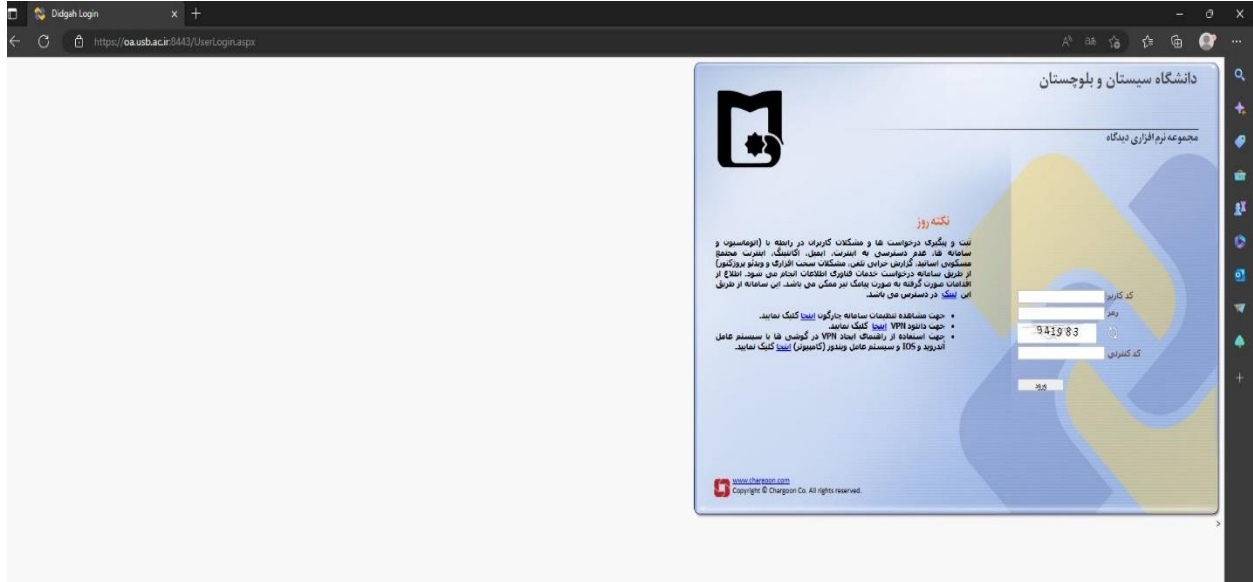 Didgah Login
https://oa.usb.ac.ir:8443/UserLogin.aspx
دانشگاه سیستان و بلوچستان
مجموعه نرم افزاری دیدگاه
نکته روز
ثبت و پیگیری درخواست ها و مشکلات کاربران در رابطه با (اتوماسیون و
سامانه ها، عدم دسترسی به اینترنت، ایمیل، اکانتینگ، اینترنت مجتمع
مسکونی اساتید، گزارش خرابی تلفن، مشکلات سخت افزاری و ویدئو پروژکتور)
از طریق سامانه درخواست خدمات فناوری اطلاعات انجام می شود. اطلاع از
اقدامات صورت گرفته به صورت پیامک نیز ممکن می باشد. این سامانه از طریق
این لینک در دسترس می باشد.
• جهت مشاهده تنظیمات سامانه چارگون اینجا کلیک نمایید.
• جهت دانلود VPN اینجا کلیک نمایید.
• جهت استفاده از راهنمای ایجاد VPN در گوشی ها با سیستم عامل
آندروید و IOS و سیستم عامل ویندوز (کامپیوتر) اینجا کلیک نمایید.
کد کاربر
رمز
941983
کد کنترلی
ورود
www.chargoon.com
Copyright © Chargoon Co. All rights reserved.